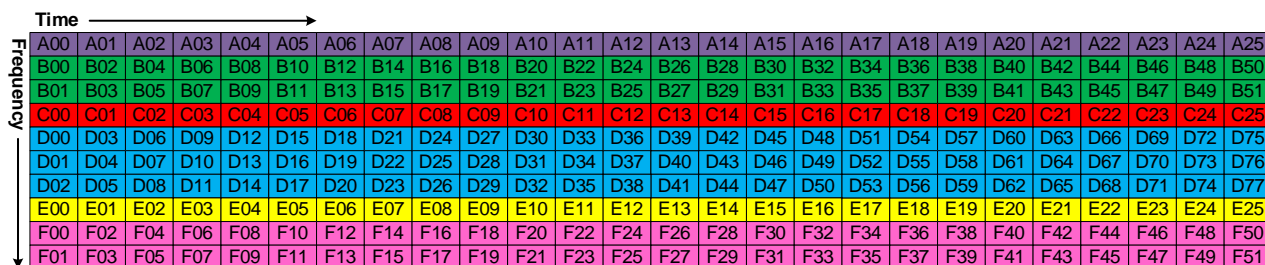 Time
Frequency
A00 A01 A02 A03 A04 A05 A06 A07 A08 A09 A10 A11 A12 A13 A14 A15 A16 A17 A18 A19 A20 A21 A22 A23 A24 A25
B00 B02 B04 B06 B08 B10 B12 B14 B16 B18 B20 B22 B24 B26 B28 B30 B32 B34 B36 B38 B40 B42 B44 B46 B48 B50
B01 B03 B05 B07 B09 B11 B13 B15 B17 B19 B21 B23 B25 B27 B29 B31 B33 B35 B37 B39 B41 B43 B45 B47 B49 B51
C00 C01 C02 C03 C04 C05 C06 C07 C08 C09 C10 C11 C12 C13 C14 C15 C16 C17 C18 C19 C20 C21 C22 C23 C24 C25
D00 D03 D06 D09 D12 D15 D18 D21 D24 D27 D30 D33 D36 D39 D42 D45 D48 D51 D54 D57 D60 D63 D66 D69 D72 D75
D01 D04 D07 D10 D13 D16 D19 D22 D25 D28 D31 D34 D37 D40 D43 D46 D49 D52 D55 D58 D61 D64 D67 D70 D73 D76
D02 D05 D08 D11 D14 D17 D20 D23 D26 D29 D32 D35 D38 D41 D44 D47 D50 D53 D56 D59 D62 D65 D68 D71 D74 D77
E00 E01 E02 E03 E04 E05 E06 E07 E08 E09 E10 E11 E12 E13 E14 E15 E16 E17 E18 E19 E20 E21 E22 E23 E24 E25
F00 F02 F04 F06 F08 F10 F12 F14 F16 F18 F20 F22 F24 F26 F28 F30 F32 F34 F36 F38 F40 F42 F44 F46 F48 F50
F01 F03 F05 F07 F09 F11 F13 F15 F17 F19 F21 F23 F25 F27 F29 F31 F33 F35 F37 F39 F41 F43 F45 F47 F49 F51